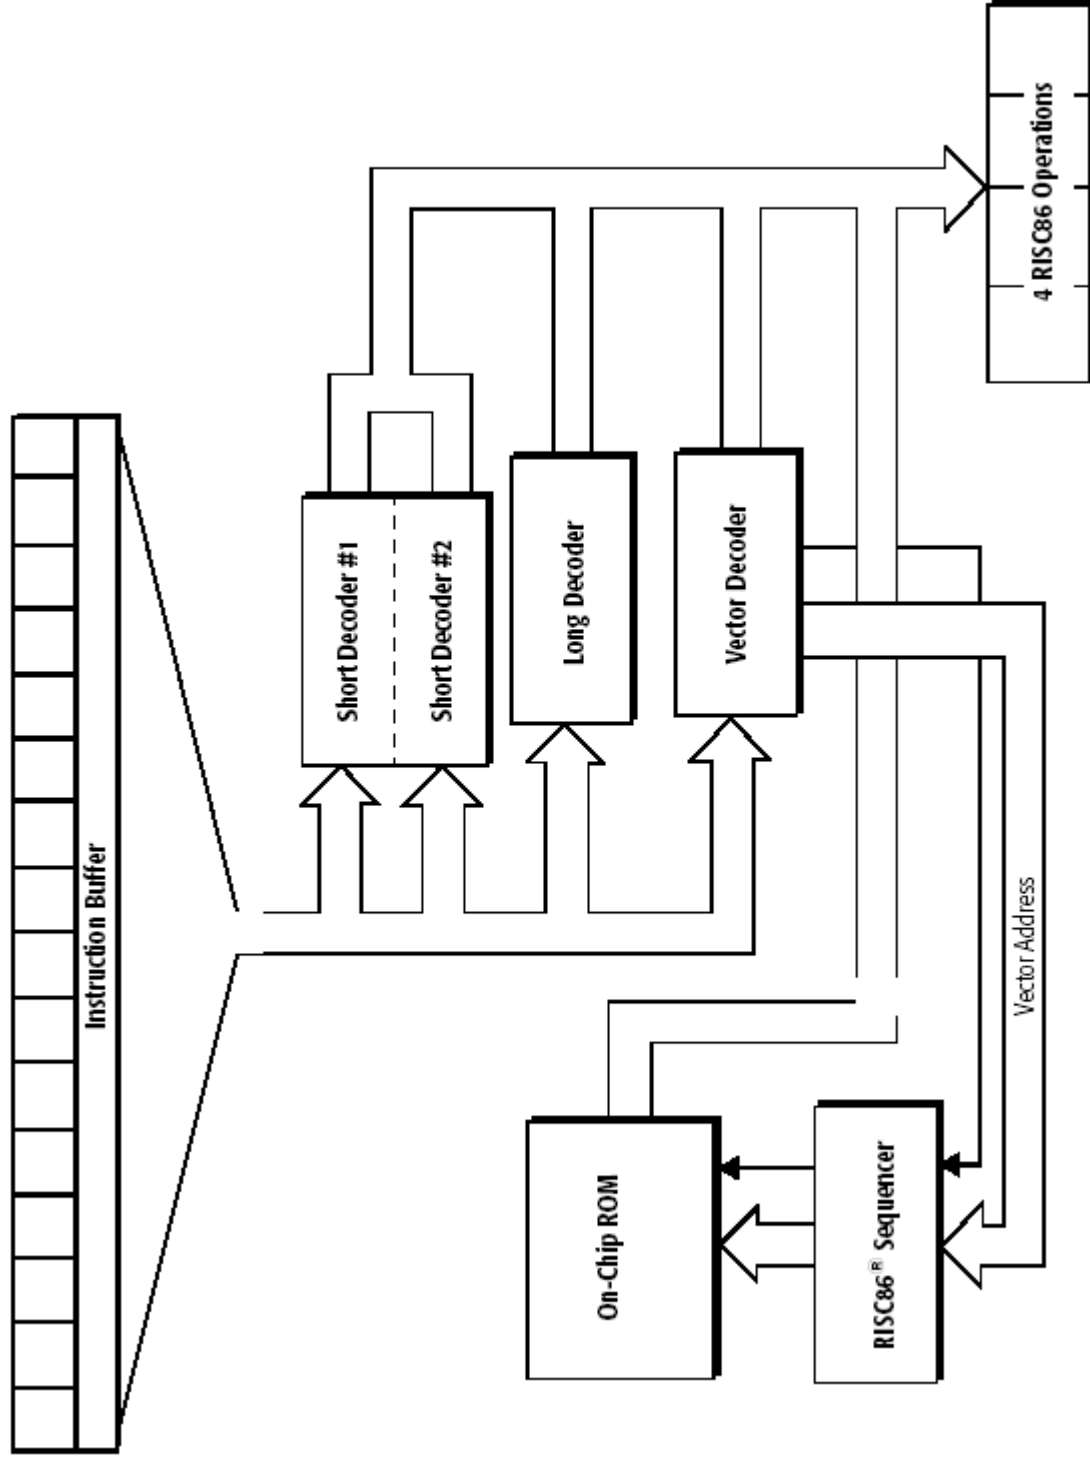 Instruction Buffer
Short Decoder #1
Short Decoder #2
Long Decoder
Vector Decoder
On-Chip ROM
RISC86® Sequencer
Vector Address
4 RISC86 Operations